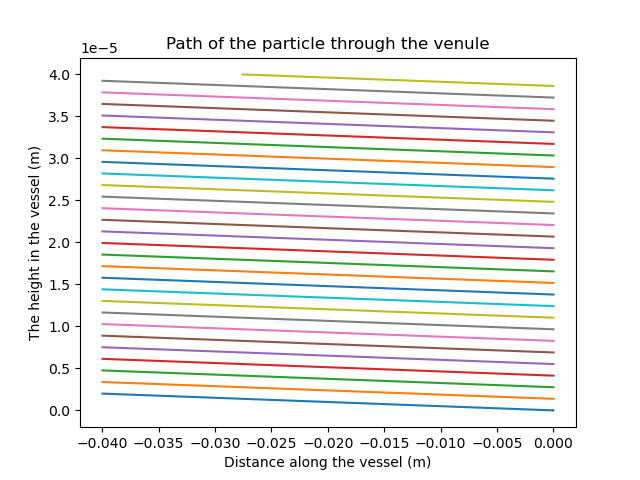 Path of the particle through the venule
1e−5
4.0
3.5
3.0
2.5
2.0
1.5
1.0
0.5
0.0
The height in the vessel (m)
−0.040 −0.035 −0.030 −0.025 −0.020 −0.015 −0.010 −0.005 0.000
Distance along the vessel (m)